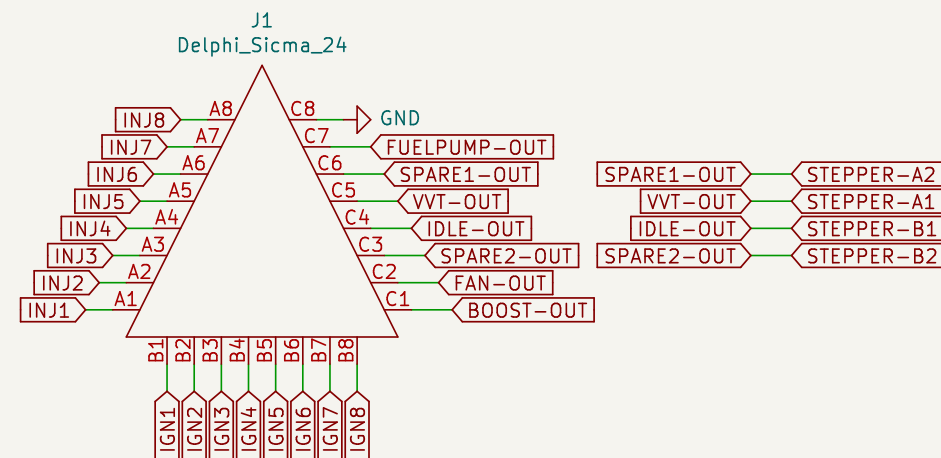 J1
Delphi_Sicma_24
INJ8 A8 C8 GND
INJ7 A7 C7 FUELPUMP-OUT
INJ6 A6 C6 SPARE1-OUT SPARE1-OUT STEPPER-A2
INJ5 A5 C5 VVT-OUT VVT-OUT STEPPER-A1
INJ4 A4 C4 IDLE-OUT IDLE-OUT STEPPER-B1
INJ3 A3 C3 SPARE2-OUT SPARE2-OUT STEPPER-B2
INJ2 A2 C2 FAN-OUT
INJ1 A1 C1 BOOST-OUT
B1 B2 B3 B4 B5 B6 B7 B8
IGN1 IGN2 IGN3 IGN4 IGN5 IGN6 IGN7 IGN8